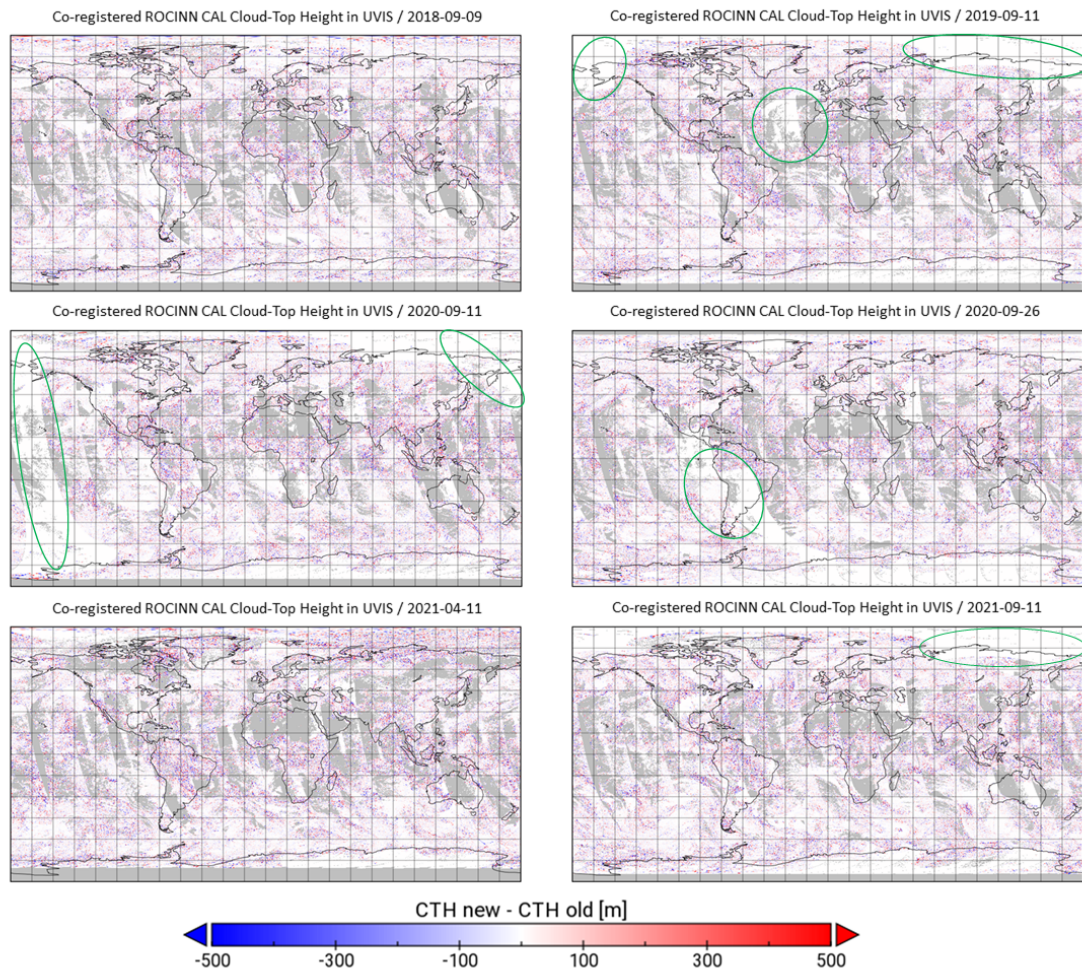 Co-registered ROCINN CAL Cloud-Top Height in UVIS / 2018-09-09
Co-registered ROCINN CAL Cloud-Top Height in UVIS / 2019-09-11
Co-registered ROCINN CAL Cloud-Top Height in UVIS / 2020-09-11
Co-registered ROCINN CAL Cloud-Top Height in UVIS / 2020-09-26
Co-registered ROCINN CAL Cloud-Top Height in UVIS / 2021-04-11
Co-registered ROCINN CAL Cloud-Top Height in UVIS / 2021-09-11
CTH new - CTH old [m]
-500 -300 -100 100 300 500